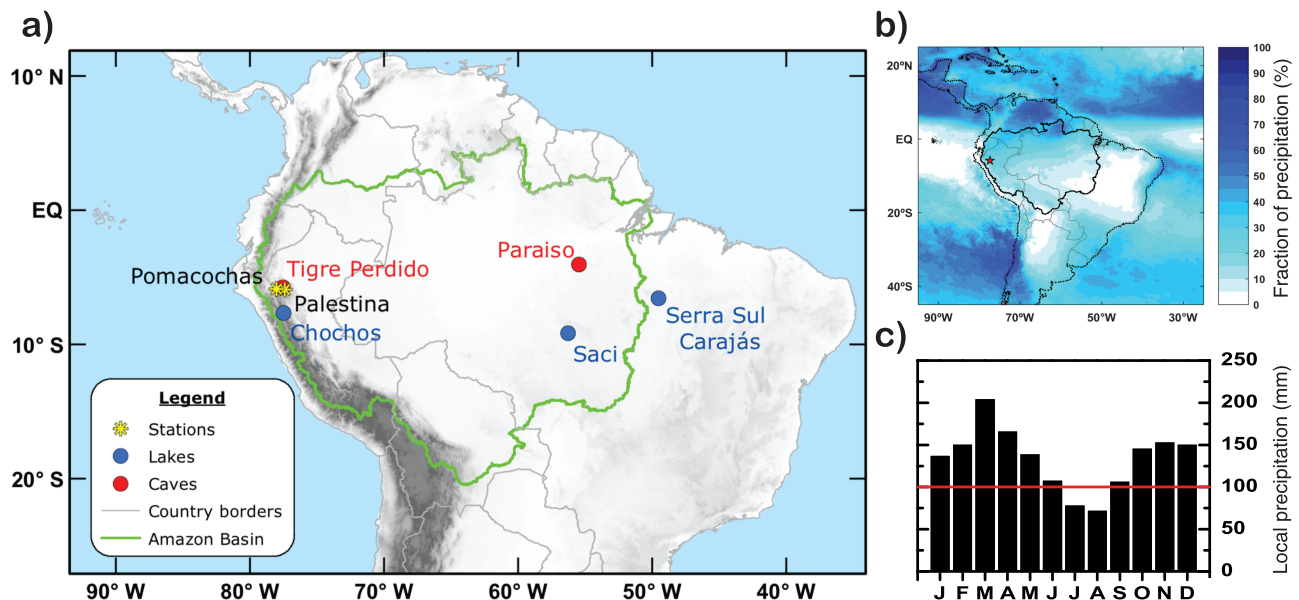 a)
10° N
EQ
10° S
20° S
90° W
80° W
70° W
60° W
50° W
40° W
Pomacochas
Tigre Perdido
Palestina
Chochos
Paraiso
Saci
Serra Sul
Carajás
Legend
Stations
Lakes
Caves
Country borders
Amazon Basin
b)
20°N
EQ
20°S
40°S
90°W
70°W
50°W
30°W
100
90
80
70
60
50
40
30
20
10
0
Fraction of precipitation (%)
c)
250
200
150
100
50
0
Local precipitation (mm)
J F M A M J J A S O N D